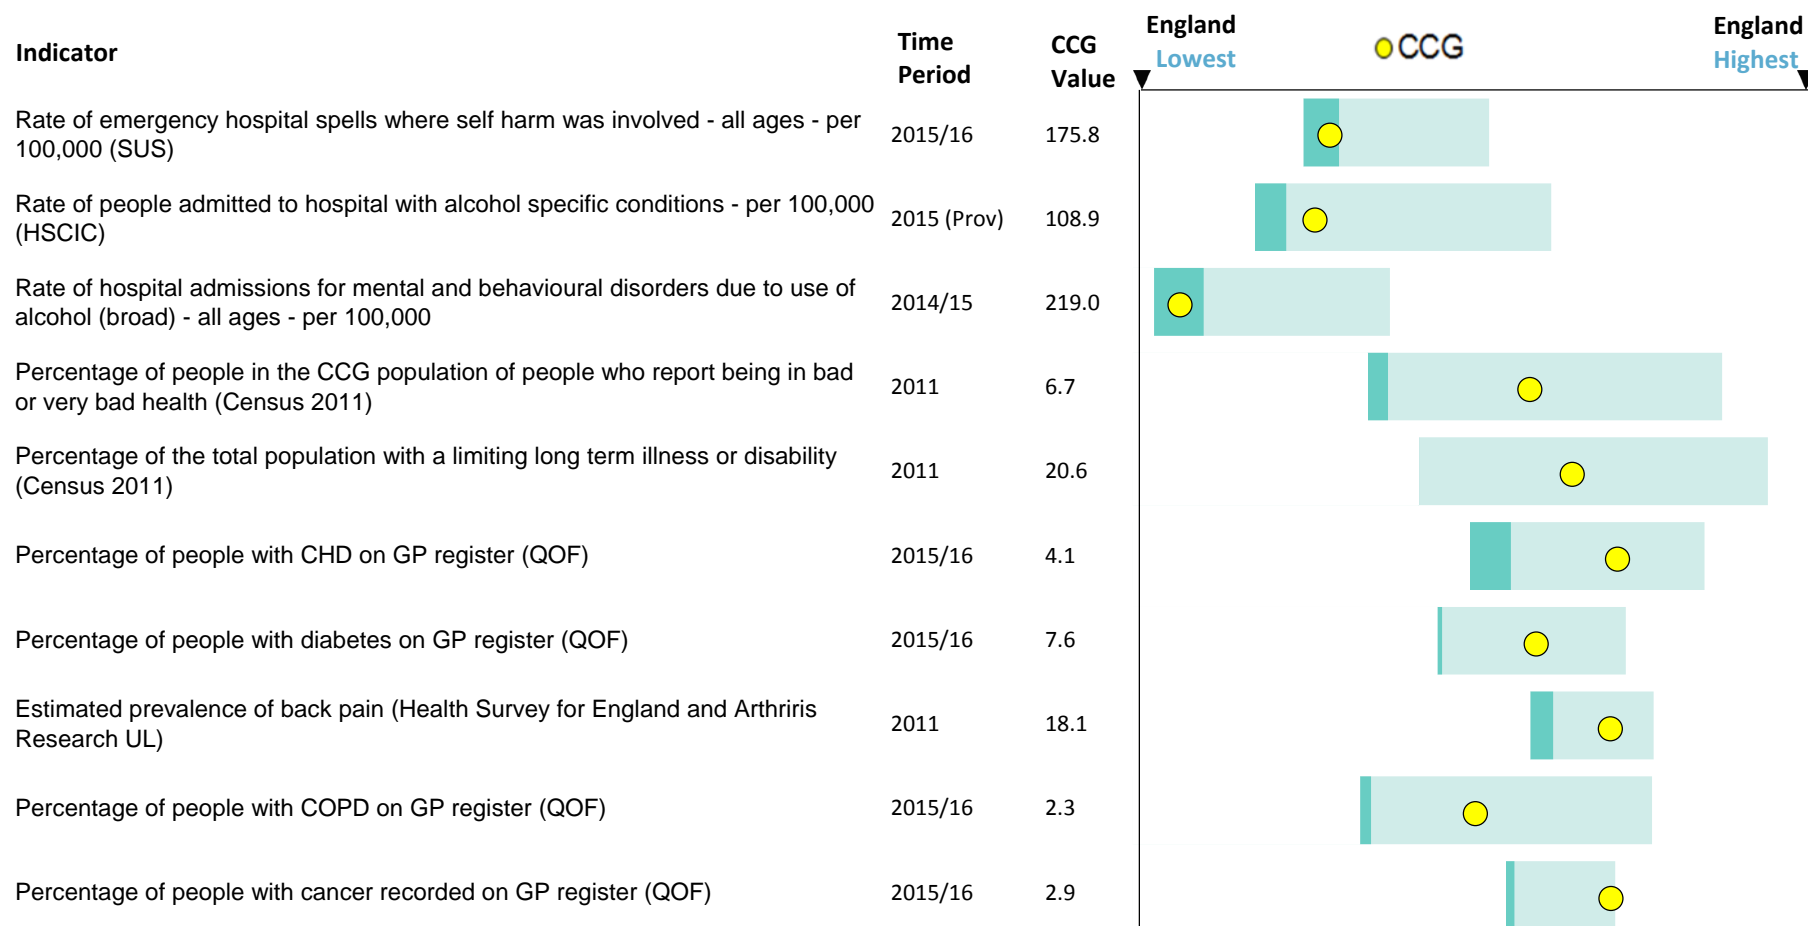 Indicator
Time Period
CCG Value
England Lowest
CCG
England Highest
Rate of emergency hospital spells where self harm was involved - all ages - per
100,000 (SUS)
2015/16
175.8
Rate of people admitted to hospital with alcohol specific conditions - per 100,000
(HSCIC)
2015 (Prov)
108.9
Rate of hospital admissions for mental and behavioural disorders due to use of
alcohol (broad) - all ages - per 100,000
2014/15
219.0
Percentage of people in the CCG population of people who report being in bad
or very bad health (Census 2011)
2011
6.7
Percentage of the total population with a limiting long term illness or disability
(Census 2011)
2011
20.6
Percentage of people with CHD on GP register (QOF)
2015/16
4.1
Percentage of people with diabetes on GP register (QOF)
2015/16
7.6
Estimated prevalence of back pain (Health Survey for England and Arthriris
Research UL)
2011
18.1
Percentage of people with COPD on GP register (QOF)
2015/16
2.3
Percentage of people with cancer recorded on GP register (QOF)
2015/16
2.9